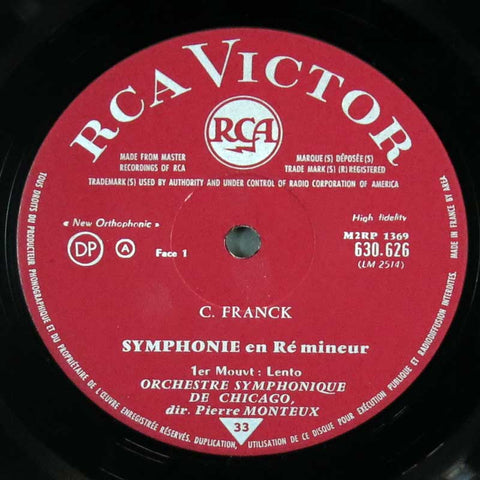 RCA VICTOR
RCA
MADE FROM MASTER
RECORDINGS OF RCA
MARQUE(S) DÉPOSÉE(S)
TRADE MARK(S) (R)REGISTERED
TRADEMARK(S) USED BY AUTHORITY AND UNDER CONTROL OF RADIO CORPORATION OF AMERICA
« New Orthophonic »
High fidelity
DP
A
Face 1
M2RP 1369
630.626
(LM 2514)
C. FRANCK
SYMPHONIE en Ré mineur
1er Mouvt : Lento
ORCHESTRE SYMPHONIQUE
DE CHICAGO,
dir. Pierre MONTEUX
33
TOUS DROITS DU PRODUCTEUR PHONOGRAPHIQUE ET DU PROPRIÉTAIRE DE L'ŒUVRE ENREGISTRÉE RÉSERVÉS. DUPLICATION, UTILISATION DE CE DISQUE POUR EXÉCUTION PUBLIQUE ET RADIODIFFUSION INTERDITES.
MADE IN FRANCE BY AREA